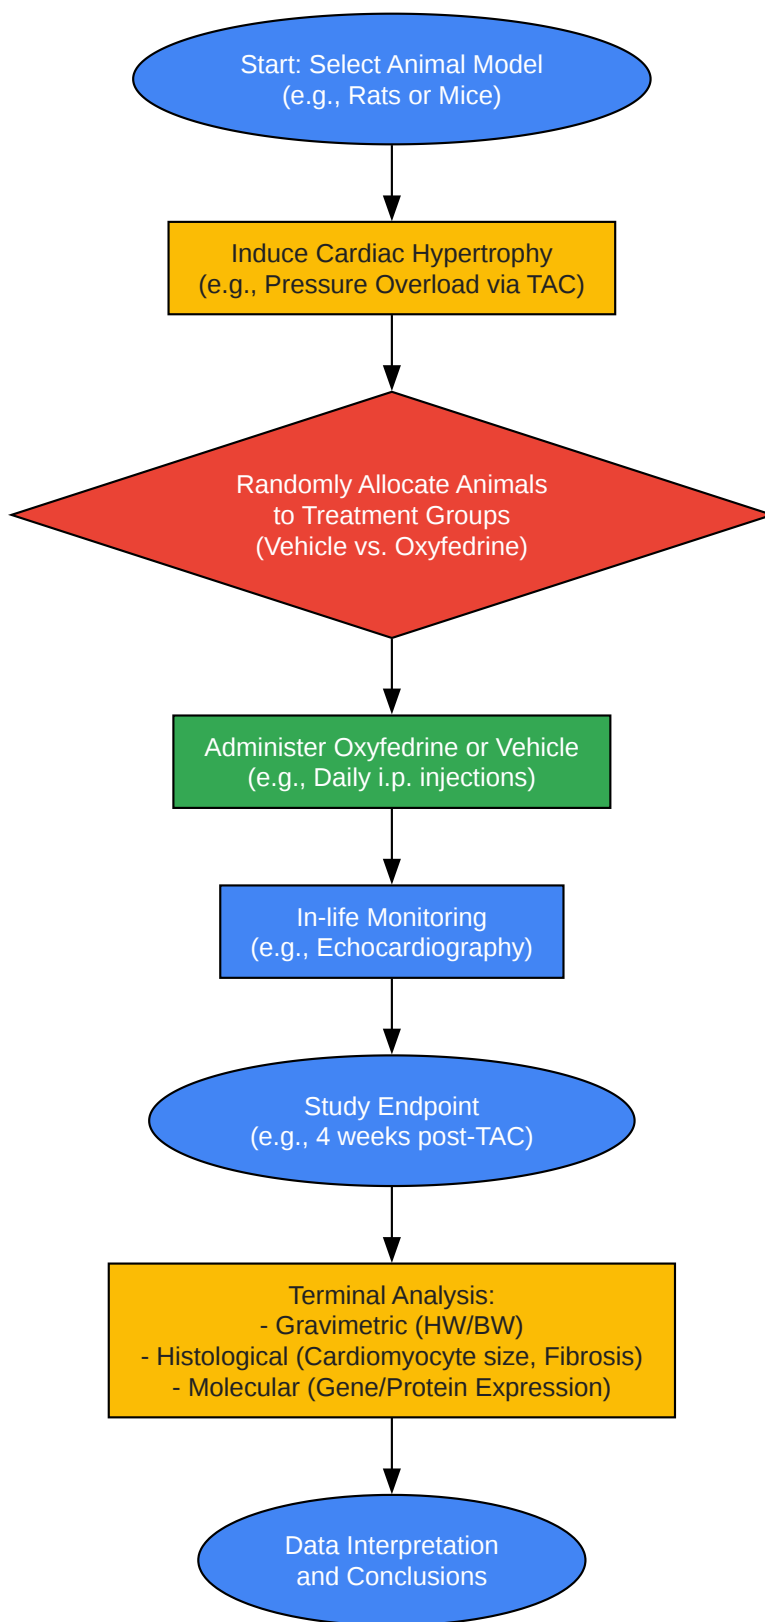 Start: Select Animal Model
(e.g., Rats or Mice)
Induce Cardiac Hypertrophy
(e.g., Pressure Overload via TAC)
Randomly Allocate Animals
to Treatment Groups
(Vehicle vs. Oxyfedrine)
Administer Oxyfedrine or Vehicle
(e.g., Daily i.p. injections)
In-life Monitoring
(e.g., Echocardiography)
Study Endpoint
(e.g., 4 weeks post-TAC)
Terminal Analysis:
- Gravimetric (HW/BW)
- Histological (Cardiomyocyte size, Fibrosis)
- Molecular (Gene/Protein Expression)
Data Interpretation
and Conclusions